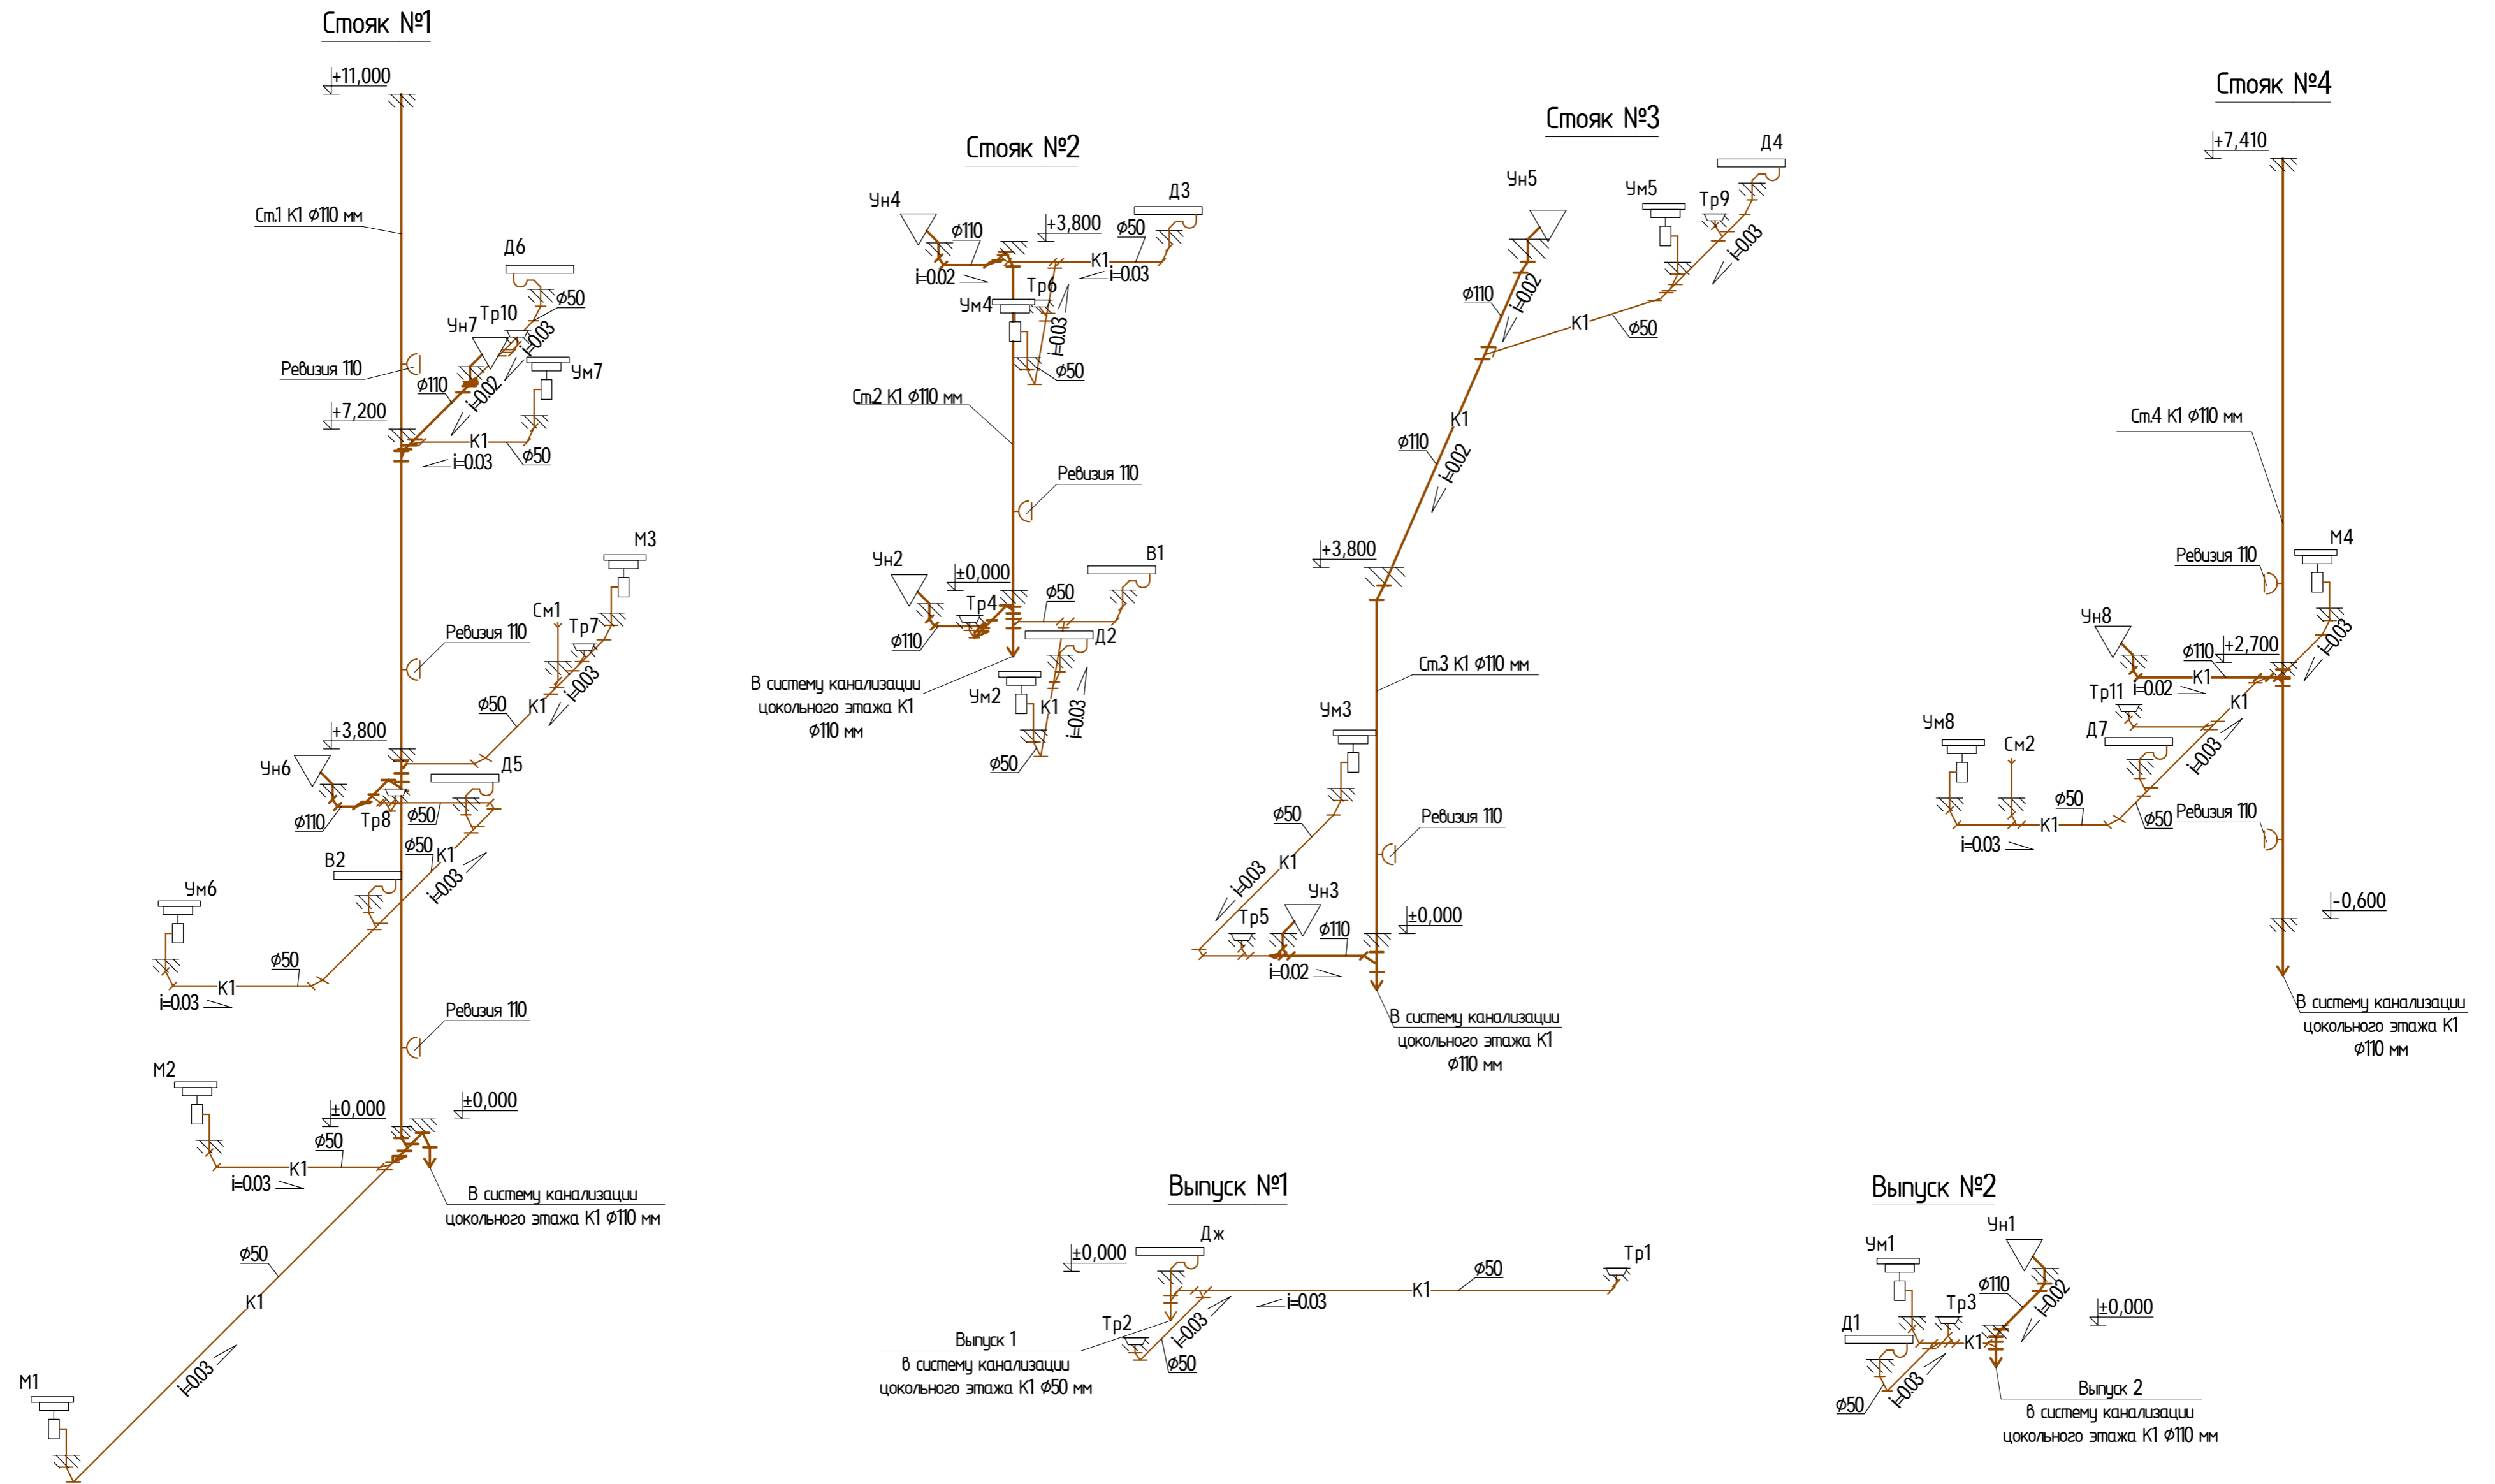 Стояк №1
+11,000
Ст.1 К1 ⌀110 мм
Д6
⌀50
Тр10
Ун7
i=0.03
Ревизия 110
⌀110
i=0.02
Ум7
+7,200
К1
i=0.03
⌀50
М3
См1
Тр7
Ревизия 110
i=0.03
К1
⌀50
+3,800
Ун6
Д5
⌀110
Тр8
⌀50
⌀50
К1
i=0.03
В2
Ум6
⌀50
К1
i=0.03
Ревизия 110
М2
±0,000
±0,000
⌀50
К1
i=0.03
В систему канализации
цокольного этажа К1 ⌀110 мм
⌀50
К1
i=0.03
М1
Стояк №2
Ун4
Д3
⌀110
+3,800
⌀50
К1
i=0.02
i=0.03
Тр6
Ум4
i=0.03
⌀50
Ст.2 К1 ⌀110 мм
Ревизия 110
Ун2
±0,000
В1
Тр4
⌀50
⌀110
Д2
В систему канализации
цокольного этажа К1
⌀110 мм
Ум2
К1
i=0.03
⌀50
Стояк №3
Д4
Ун5
Ум5
Тр9
i=0.03
⌀110
i=0.02
К1
⌀50
К1
⌀110
i=0.02
+3,800
Ст.3 К1 ⌀110 мм
Ум3
⌀50
Ревизия 110
К1
i=0.03
Ун3
Тр5
⌀110
±0,000
i=0.02
В систему канализации
цокольного этажа К1
⌀110 мм
Стояк №4
+7,410
Ст.4 К1 ⌀110 мм
Ревизия 110
М4
Ун8
i=0.03
⌀110
+2,700
К1
i=0.02
Тр11
К1
Ум8
См2
Д7
i=0.03
⌀50
⌀50
Ревизия 110
К1
i=0.03
-0,600
В систему канализации
цокольного этажа К1
⌀110 мм
Выпуск №1
Дж
±0,000
Тр1
⌀50
К1
i=0.03
Тр2
i=0.03
⌀50
Выпуск 1
в систему канализации
цокольного этажа К1 ⌀50 мм
Выпуск №2
Ун1
Ум1
⌀110
i=0.02
Тр3
±0,000
Д1
К1
i=0.03
⌀50
Выпуск 2
в систему канализации
цокольного этажа К1 ⌀110 мм